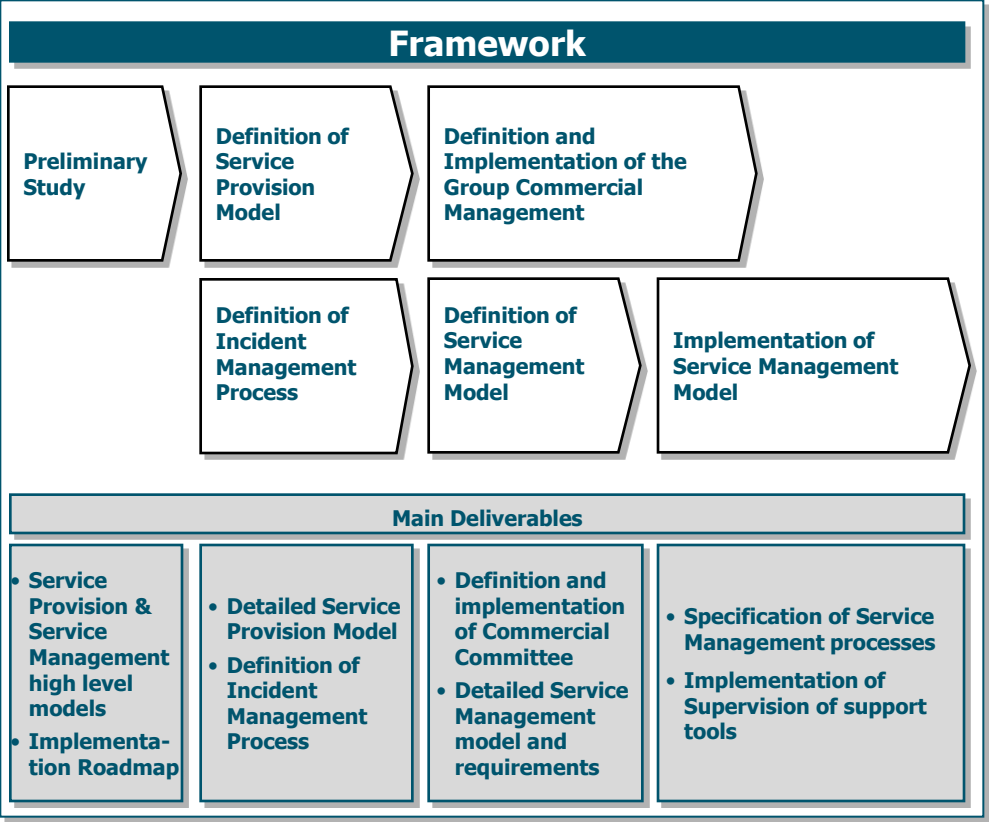 Framework
Preliminary
Study
Definition of
Service
Provision
Model
Definition and
Implementation of the
Group Commercial
Management
Definition of
Incident
Management
Process
Definition of
Service
Management
Model
Implementation of
Service Management
Model
Main Deliverables
• Service
Provision &
Service
Management
high level
models
• Implementa-
tion Roadmap
• Detailed Service
Provision Model
• Definition of
Incident
Management
Process
• Definition and
implementation
of Commercial
Committee
• Detailed Service
Management
model and
requirements
• Specification of Service
Management processes
• Implementation of
Supervision of support
tools